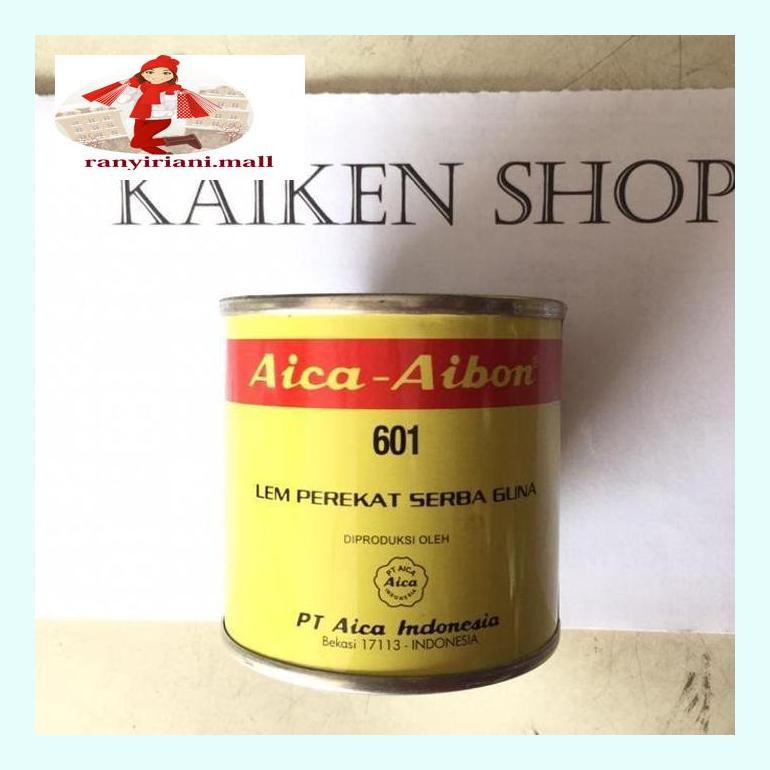 ranyiriani.mall
KAIKEN SHOP
Aica-Aibon®
601
LEM PEREKAT SERBA GUNA
DIPRODUKSI OLEH
PT AICA
Aica
INDONESIA
PT Aica Indonesia
Bekasi 17113 - INDONESIA